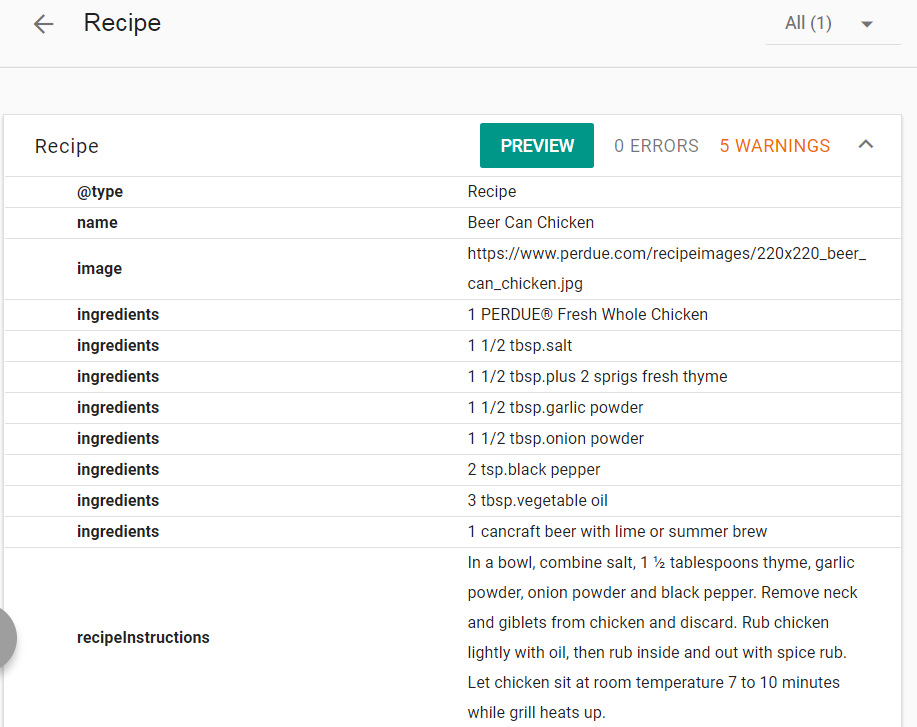 Recipe
All (1)
Recipe
PREVIEW 0 ERRORS 5 WARNINGS
@type Recipe
name Beer Can Chicken
image https://www.perdue.com/recipeimages/220x220_beer_
can_chicken.jpg
ingredients 1 PERDUE® Fresh Whole Chicken
ingredients 1 1/2 tbsp.salt
ingredients 1 1/2 tbsp.plus 2 sprigs fresh thyme
ingredients 1 1/2 tbsp.garlic powder
ingredients 1 1/2 tbsp.onion powder
ingredients 2 tsp.black pepper
ingredients 3 tbsp.vegetable oil
ingredients 1 cancraft beer with lime or summer brew
recipeInstructions
In a bowl, combine salt, 1 ½ tablespoons thyme, garlic
powder, onion powder and black pepper. Remove neck
and giblets from chicken and discard. Rub chicken
lightly with oil, then rub inside and out with spice rub.
Let chicken sit at room temperature 7 to 10 minutes
while grill heats up.